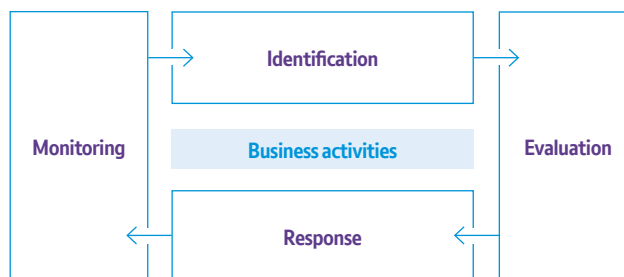 Identification
Monitoring
Business activities
Evaluation
Response